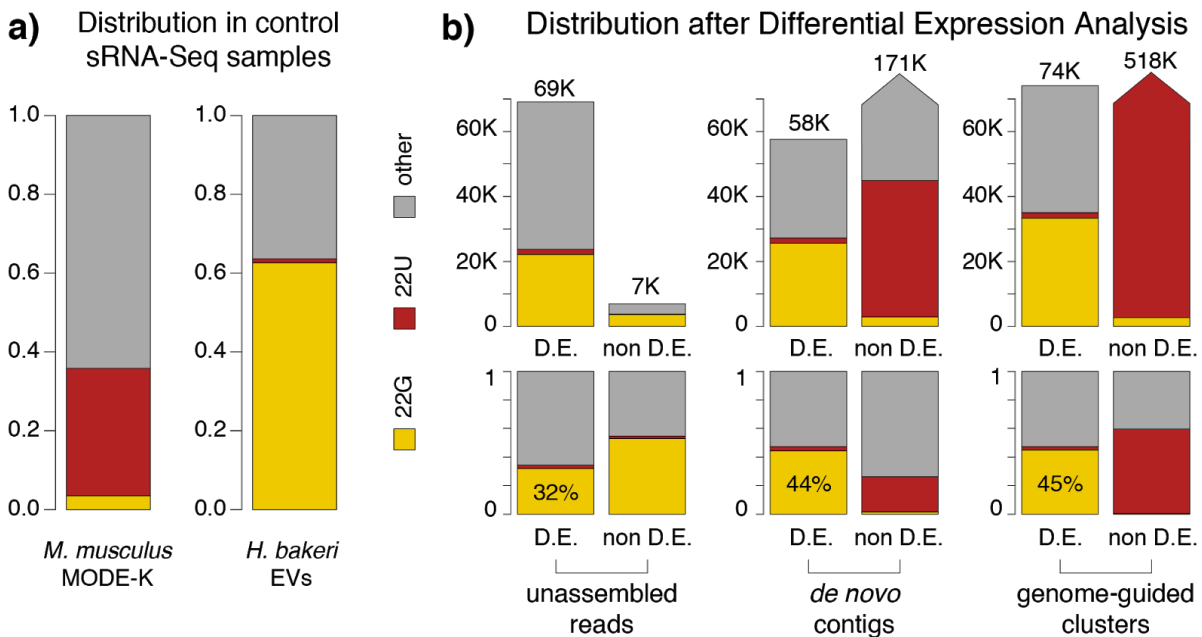 a)
Distribution in control
sRNA-Seq samples
1.0
0.8
0.6
0.4
0.2
0.0
M. musculus
MODE-K
1.0
0.8
0.6
0.4
0.2
0.0
H. bakeri
EVs
other
22U
22G
b)
Distribution after Differential Expression Analysis
69K
60K
40K
20K
0
7K
D.E.
non D.E.
58K
171K
60K
40K
20K
0
D.E.
non D.E.
74K
518K
60K
40K
20K
0
D.E.
non D.E.
1
0
32%
D.E.
non D.E.
unassembled
reads
1
0
44%
D.E.
non D.E.
de novo
contigs
1
0
45%
D.E.
non D.E.
genome-guided
clusters